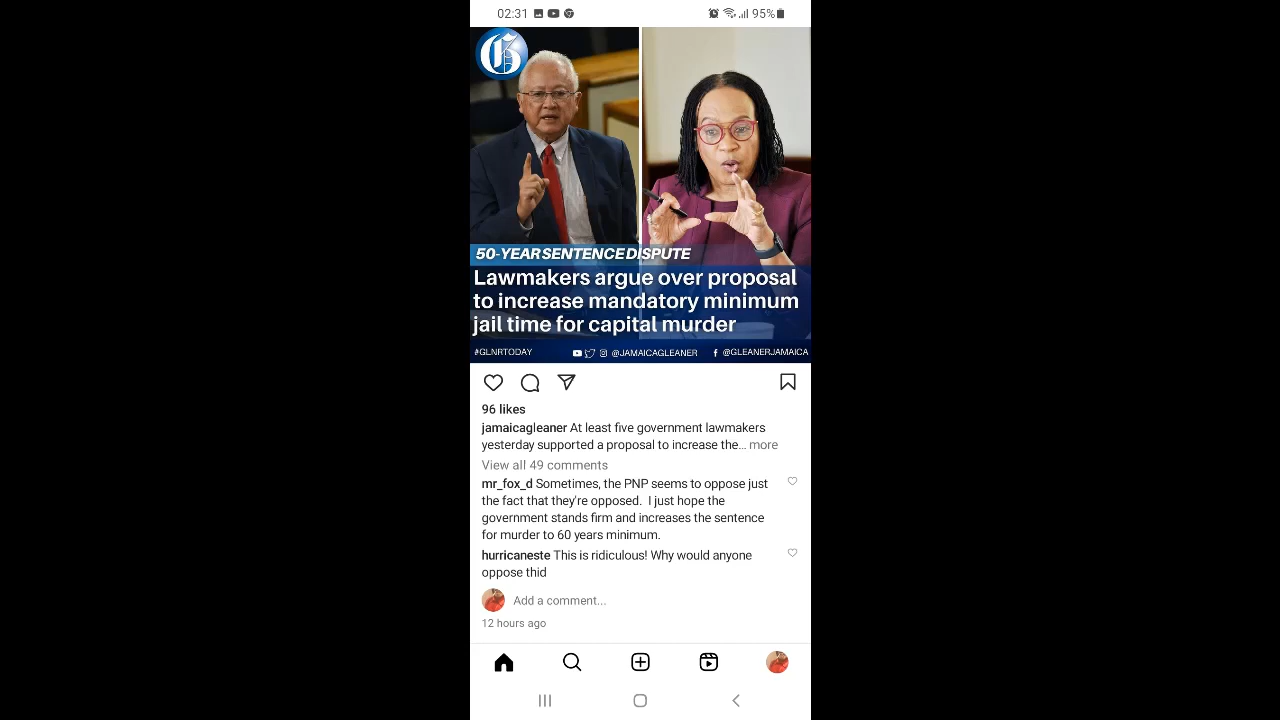 02:31
95%
G
50-YEAR SENTENCE DISPUTE
Lawmakers argue over proposal
to increase mandatory minimum
jail time for capital murder
#GLNRTODAY
@JAMAICAGLEANER
@GLEANERJAMAICA
96 likes
jamaicagleaner At least five government lawmakers
yesterday supported a proposal to increase the... more
View all 49 comments
mr_fox_d Sometimes, the PNP seems to oppose just
the fact that they're opposed. I just hope the
government stands firm and increases the sentence
for murder to 60 years minimum.
hurricaneste This is ridiculous! Why would anyone
oppose thid
Add a comment...
12 hours ago